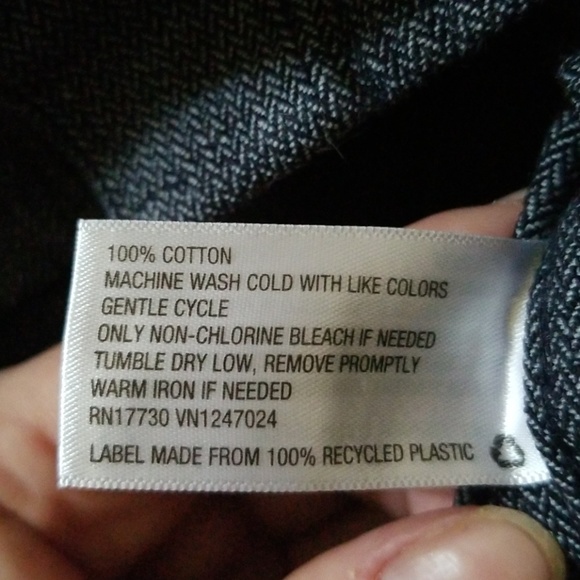 100% COTTON
MACHINE WASH COLD WITH LIKE COLORS
GENTLE CYCLE
ONLY NON-CHLORINE BLEACH IF NEEDED
TUMBLE DRY LOW, REMOVE PROMPTLY
WARM IRON IF NEEDED
RN17730 VN1247024
LABEL MADE FROM 100% RECYCLED PLASTIC